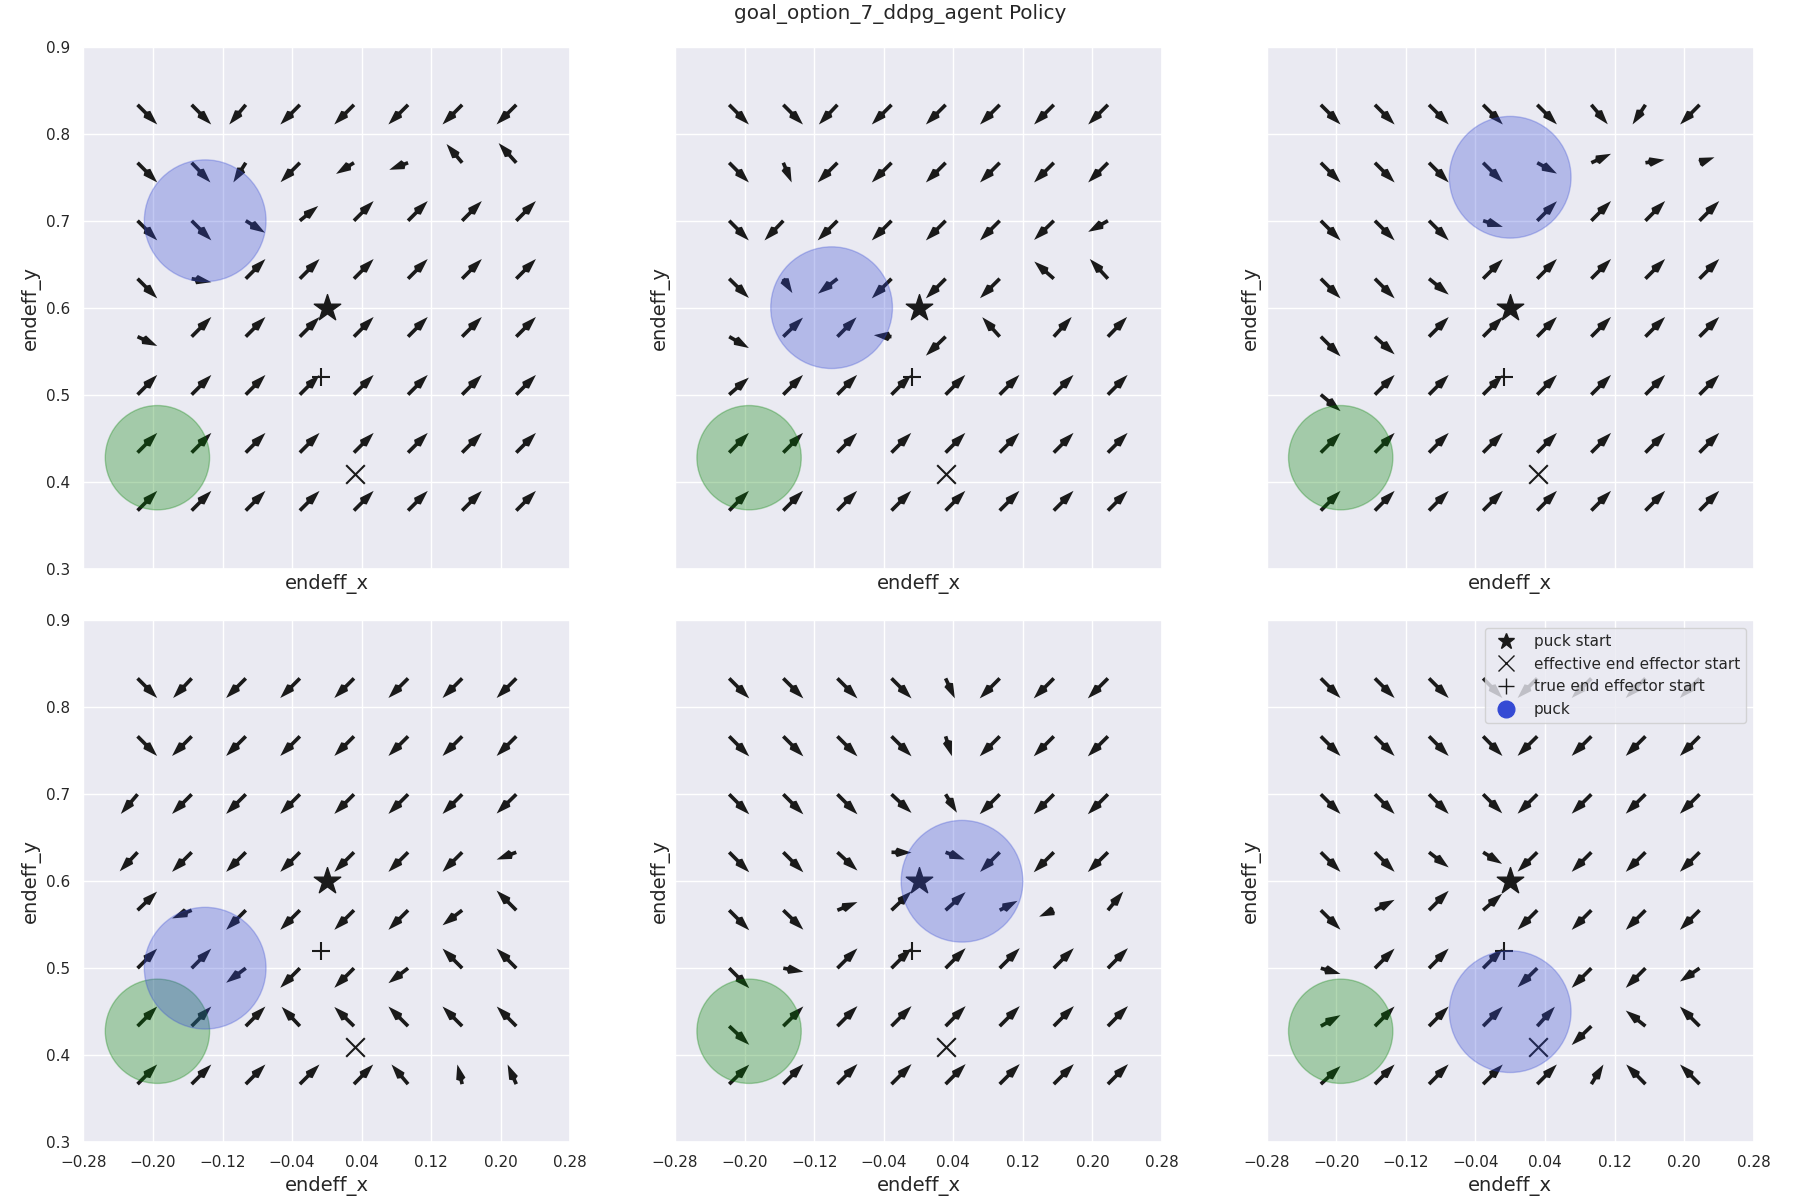 goal_option_7_ddpg_agent Policy
0.9
0.8
0.7
0.6
0.5
0.4
0.3
endeff_y
endeff_x
endeff_y
endeff_x
endeff_y
endeff_x
0.9
0.8
0.7
0.6
0.5
0.4
0.3
endeff_y
−0.28 −0.20 −0.12 −0.04 0.04 0.12 0.20 0.28
endeff_x
endeff_y
−0.28 −0.20 −0.12 −0.04 0.04 0.12 0.20 0.28
endeff_x
puck start
effective end effector start
true end effector start
puck
endeff_y
−0.28 −0.20 −0.12 −0.04 0.04 0.12 0.20 0.28
endeff_x